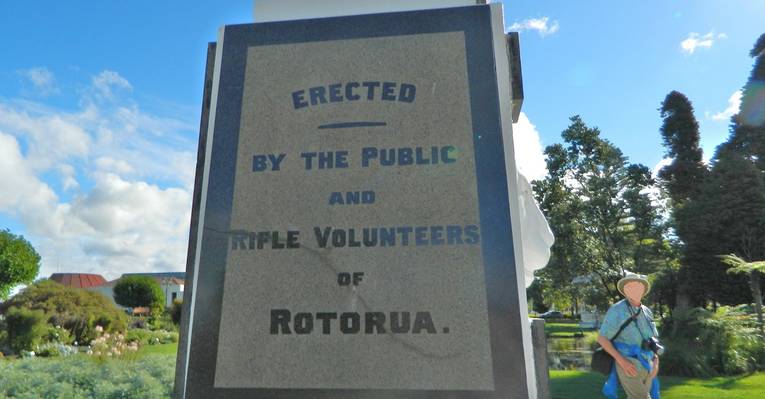 ERECTED
BY THE PUBLIC
AND
RIFLE VOLUNTEERS
OF
ROTORUA.